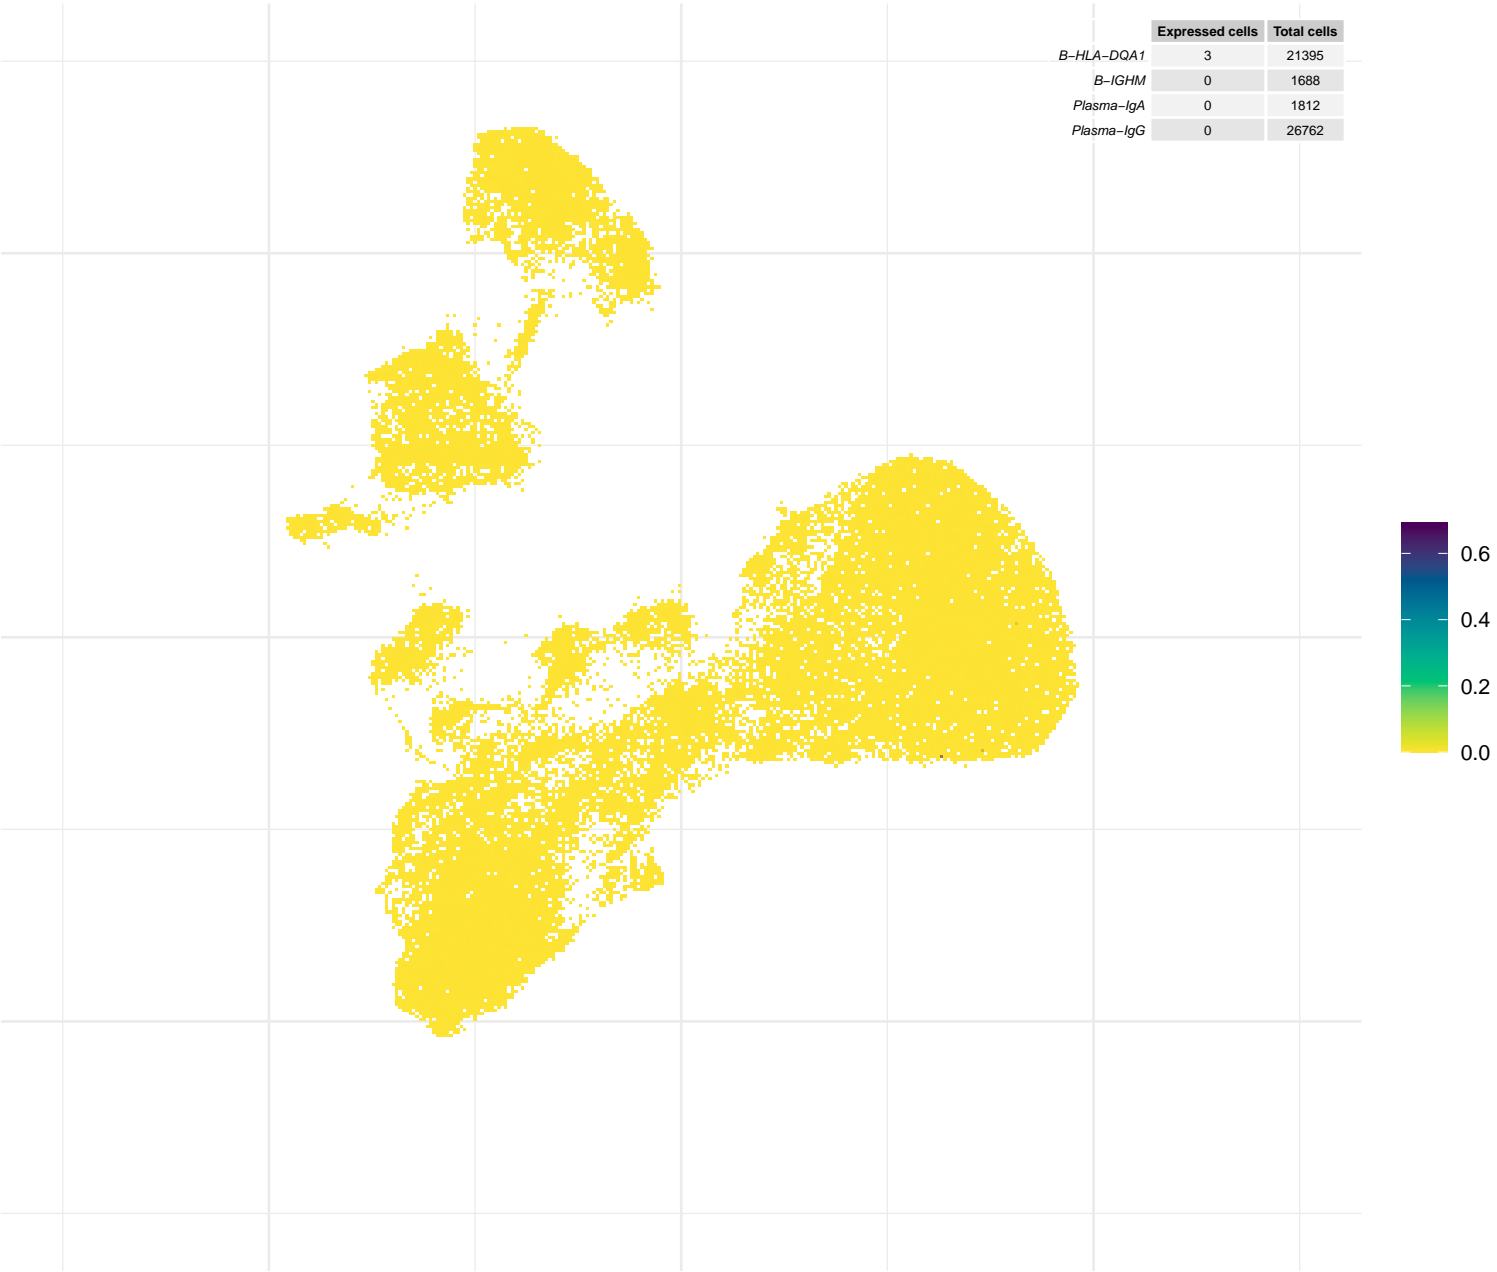 Expressed cells Total cells
B−HLA−DQA1 3 21395
B−IGHM 0 1688
Plasma−IgA 0 1812
Plasma−IgG 0 26762
0.6
0.4
0.2
0.0